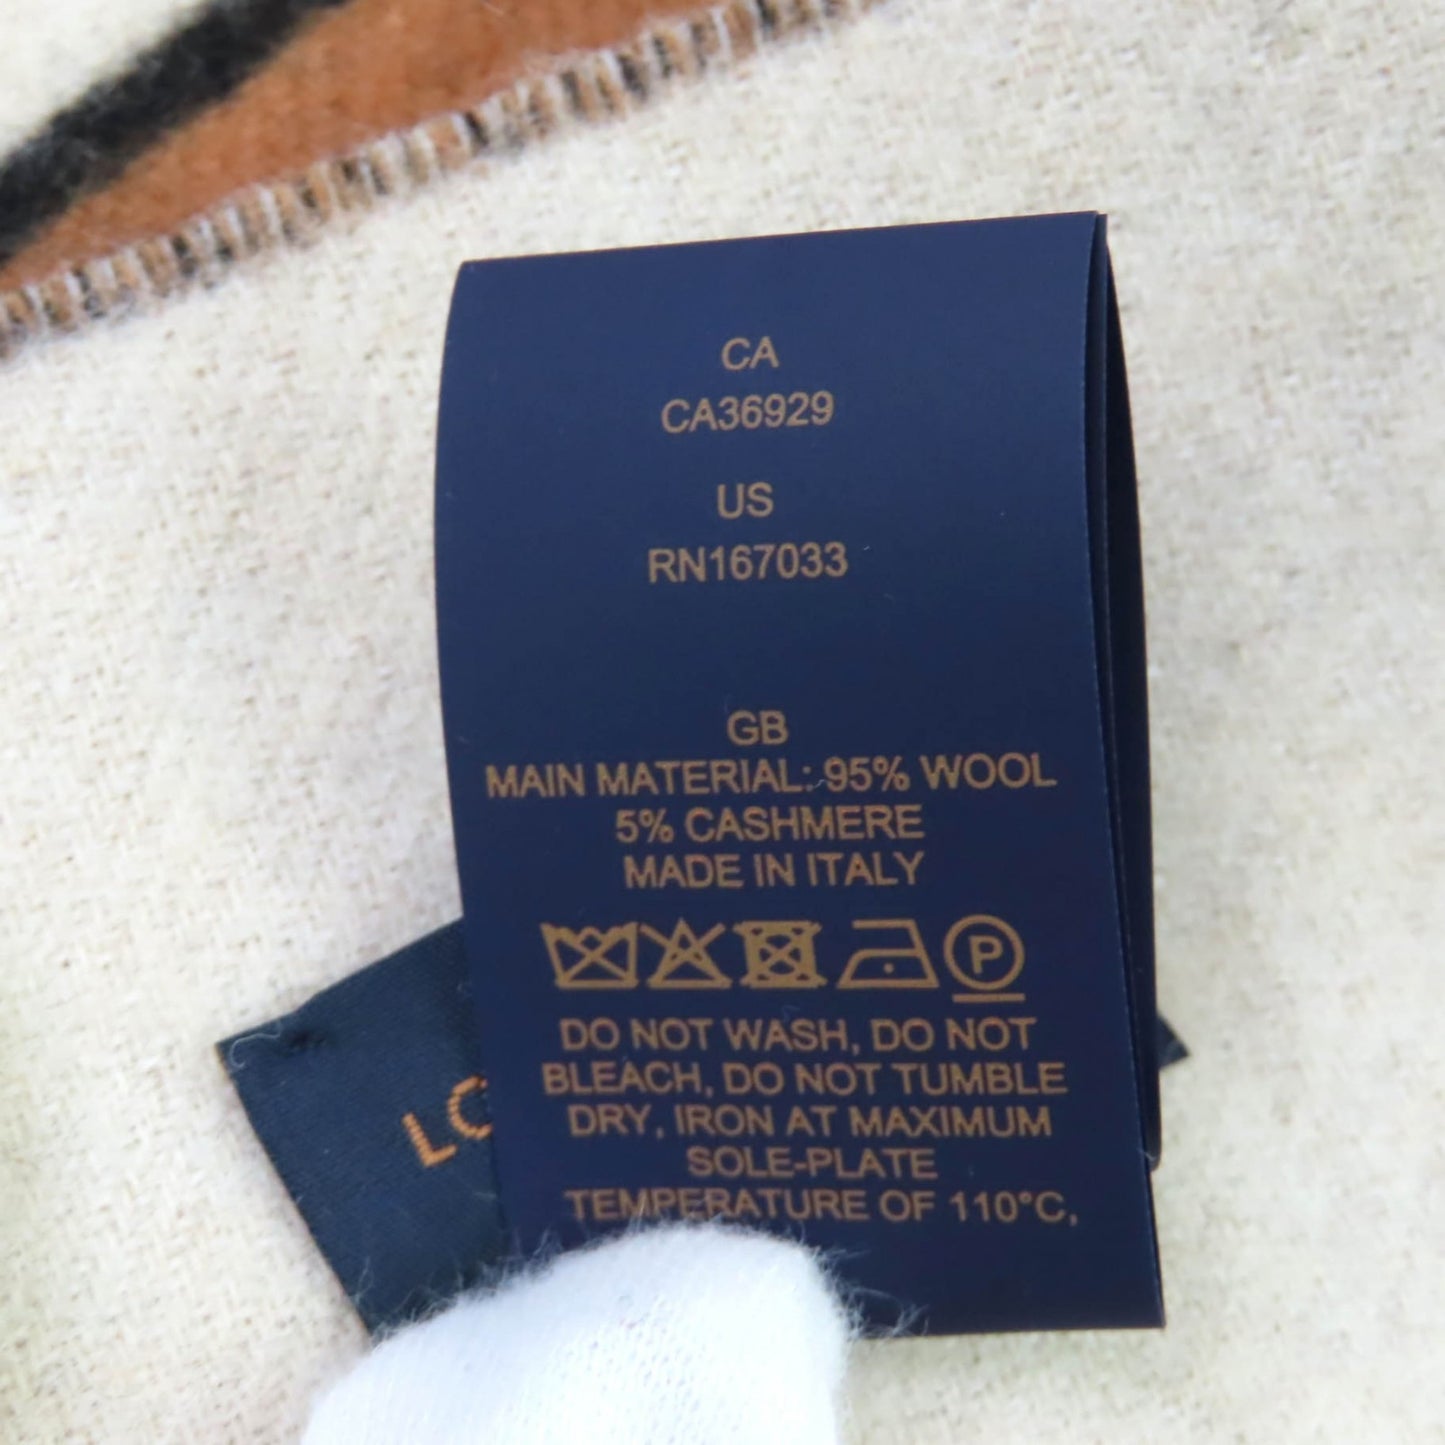 CA
CA36929
US
RN167033
GB
MAIN MATERIAL: 95% WOOL
5% CASHMERE
MADE IN ITALY
P
DO NOT WASH, DO NOT
BLEACH, DO NOT TUMBLE
DRY, IRON AT MAXIMUM
SOLE-PLATE
TEMPERATURE OF 110°C,
LO